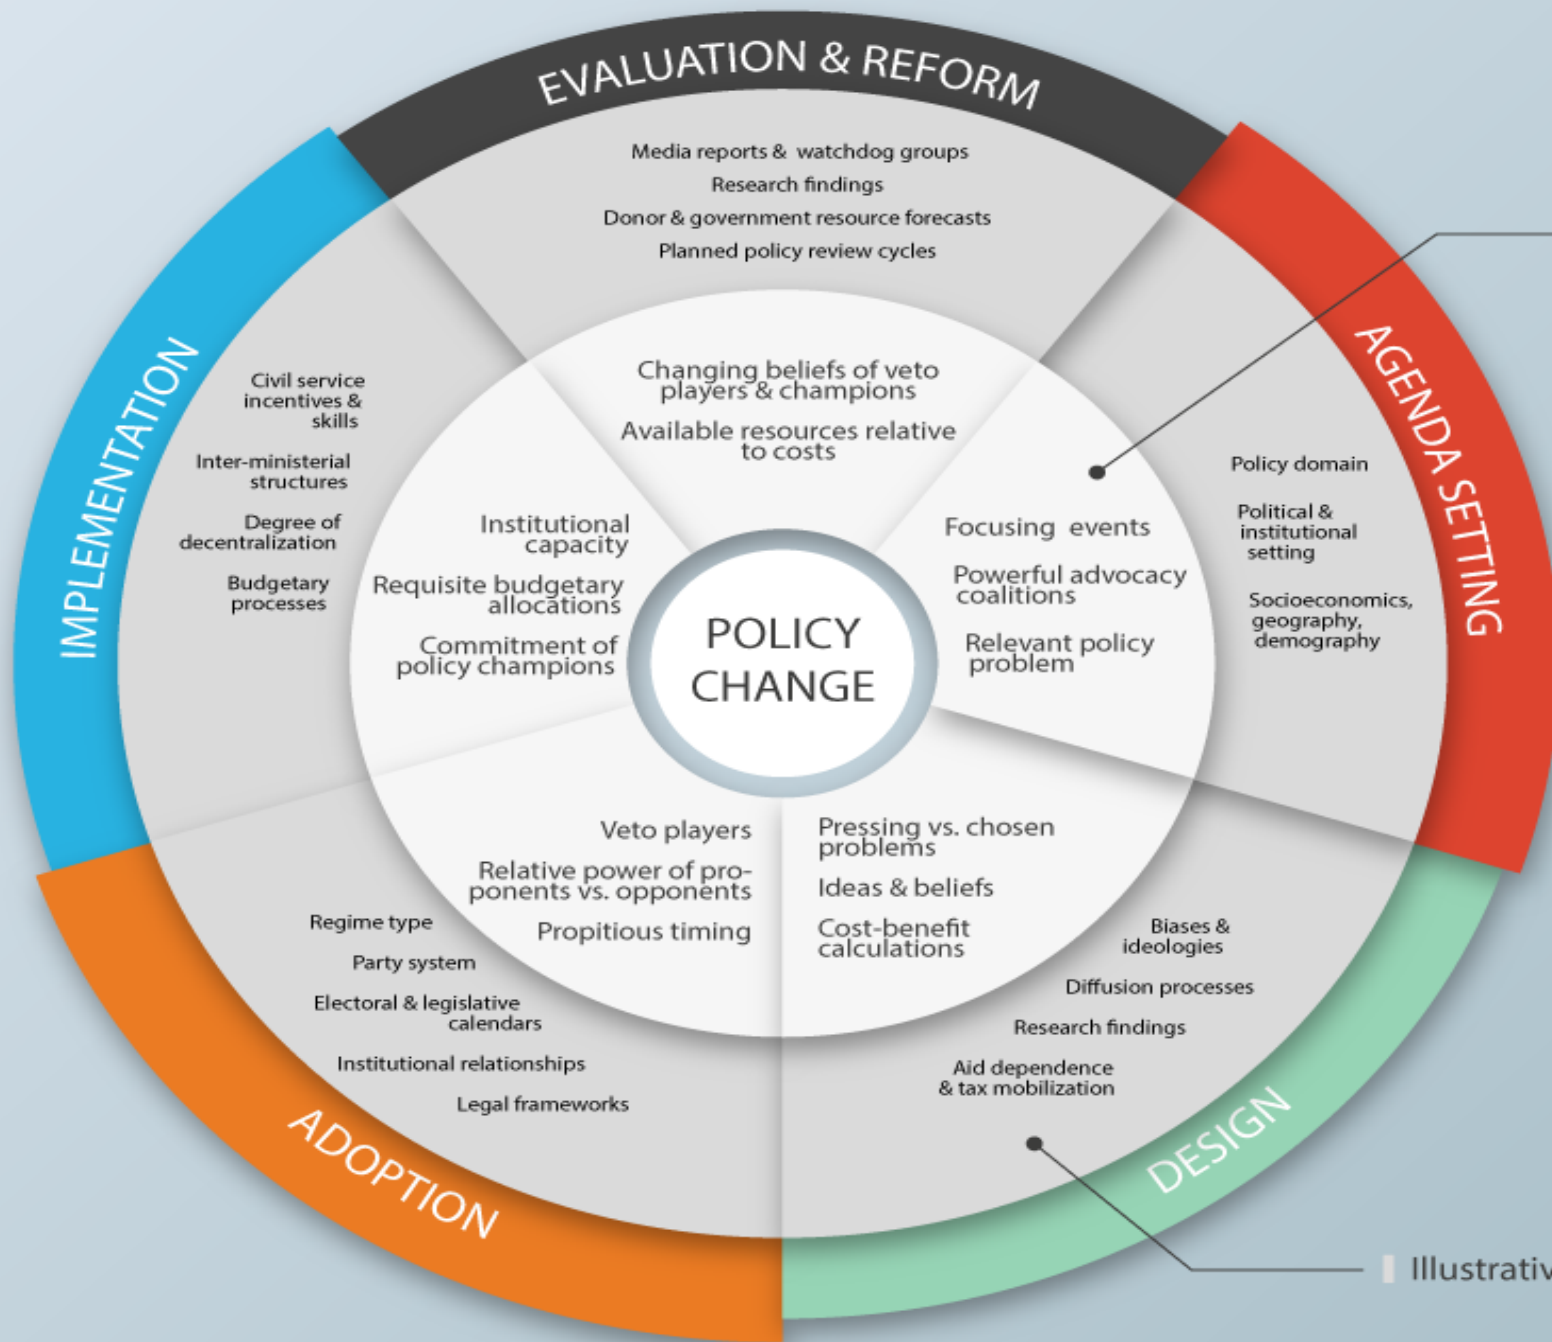 EVALUATION & REFORM
Media reports & watchdog groups
Research findings
Donor & government resource forecasts
Planned policy review cycles
Changing beliefs of veto
players & champions
Available resources relative
to costs
AGENDA SETTING
Policy domain
Political &
institutional
setting
Socioeconomics,
geography,
demography
Focusing events
Powerful advocacy
coalitions
Relevant policy
problem
DESIGN
Pressing vs. chosen
problems
Ideas & beliefs
Cost-benefit
calculations
Biases &
ideologies
Diffusion processes
Research findings
Aid dependence
& tax mobilization
ADOPTION
Veto players
Relative power of pro-
ponents vs. opponents
Propitious timing
Regime type
Party system
Electoral & legislative
calendars
Institutional relationships
Legal frameworks
IMPLEMENTATION
Civil service
incentives &
skills
Inter-ministerial
structures
Degree of
decentralization
Budgetary
processes
Institutional
capacity
Requisite budgetary
allocations
Commitment of
policy champions
POLICY
CHANGE
Illustrativ